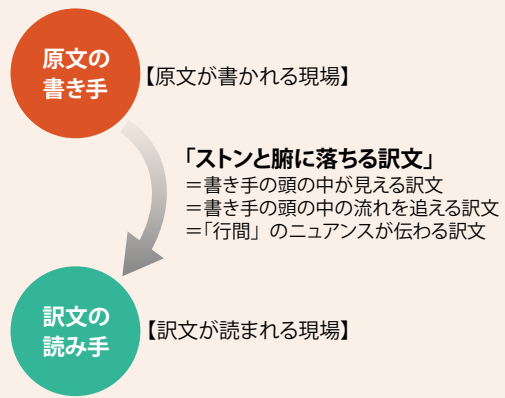 原文の
書き手
【原文が書かれる現場】
「ストンと腑に落ちる訳文」
＝書き手の頭の中が見える訳文
＝書き手の頭の中の流れを追える訳文
＝「行間」のニュアンスが伝わる訳文
訳文の
読み手
【訳文が読まれる現場】